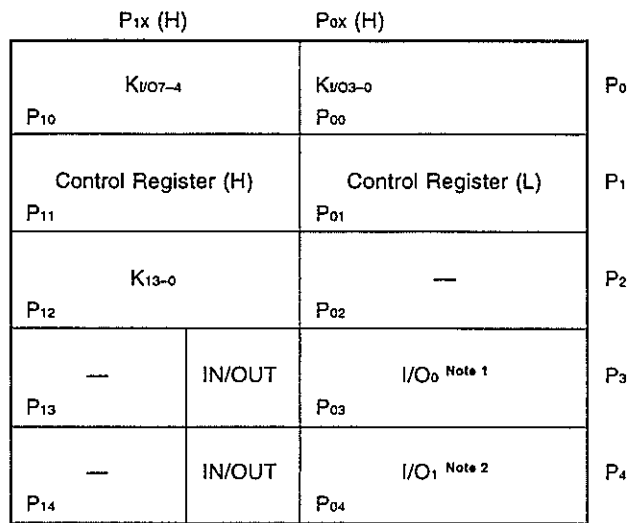 P1X (H) P0X (H)
KI/O7–4 KI/O3–0 P0
P10 P00
Control Register (H) Control Register (L) P1
P11 P01
K13–0 — P2
P12 P02
— IN/OUT I/O0 Note 1 P3
P13 P03
— IN/OUT I/O1 Note 2 P4
P14 P04